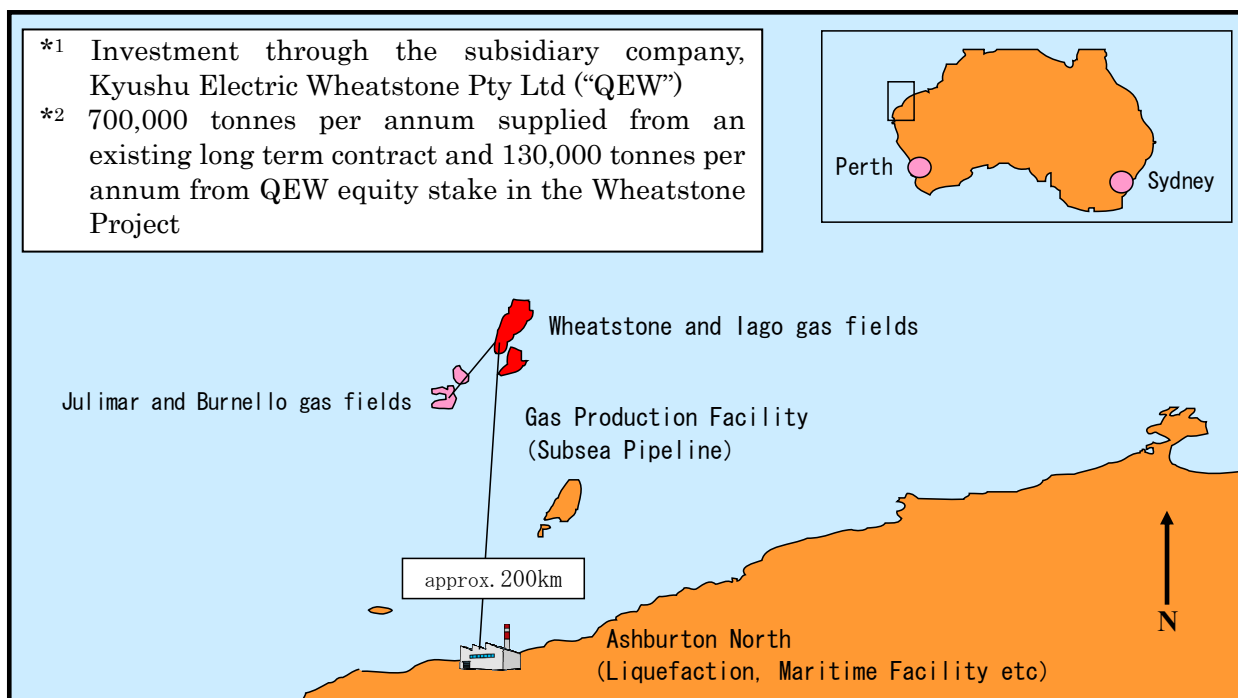 *1 Investment through the subsidiary company,
Kyushu Electric Wheatstone Pty Ltd (“QEW”)
*2 700,000 tonnes per annum supplied from an
existing long term contract and 130,000 tonnes per
annum from QEW equity stake in the Wheatstone
Project
Perth
Sydney
Wheatstone and Iago gas fields
Julimar and Burnello gas fields
Gas Production Facility
(Subsea Pipeline)
approx. 200km
N
Ashburton North
(Liquefaction, Maritime Facility etc)